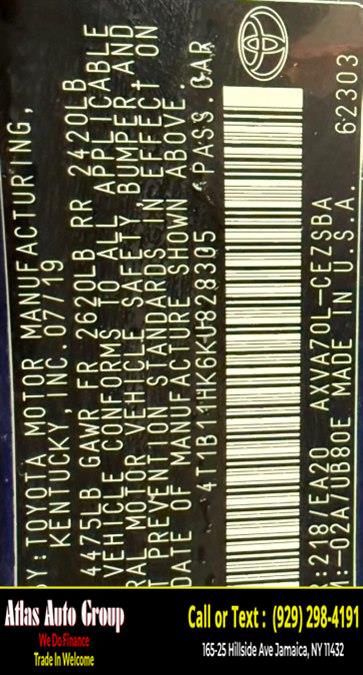 Y: TOYOTA MOTOR MANUFACTURING,
KENTUCKY, INC. 07/19
4475LB GAWR FR 2620LB RR 2420LB
VEHICLE CONFORMS TO ALL APPLICABLE
RAL MOTOR VEHICLE SAFETY, BUMPER, AND
T PREVENTION STANDARDS IN EFFECT ON
DATE OF MANUFACTURE SHOWN ABOVE.
4T1B11HK6KU828305 PASS.CAR
:218/EA20 AXVA70L-CEZSBA
M:-02A7UB80E MADE IN USA 62303
Atlas Auto Group
We Do Finance
Trade In Welcome
Call or Text : (929) 298-4191
165-25 Hillside Ave Jamaica, NY 11432